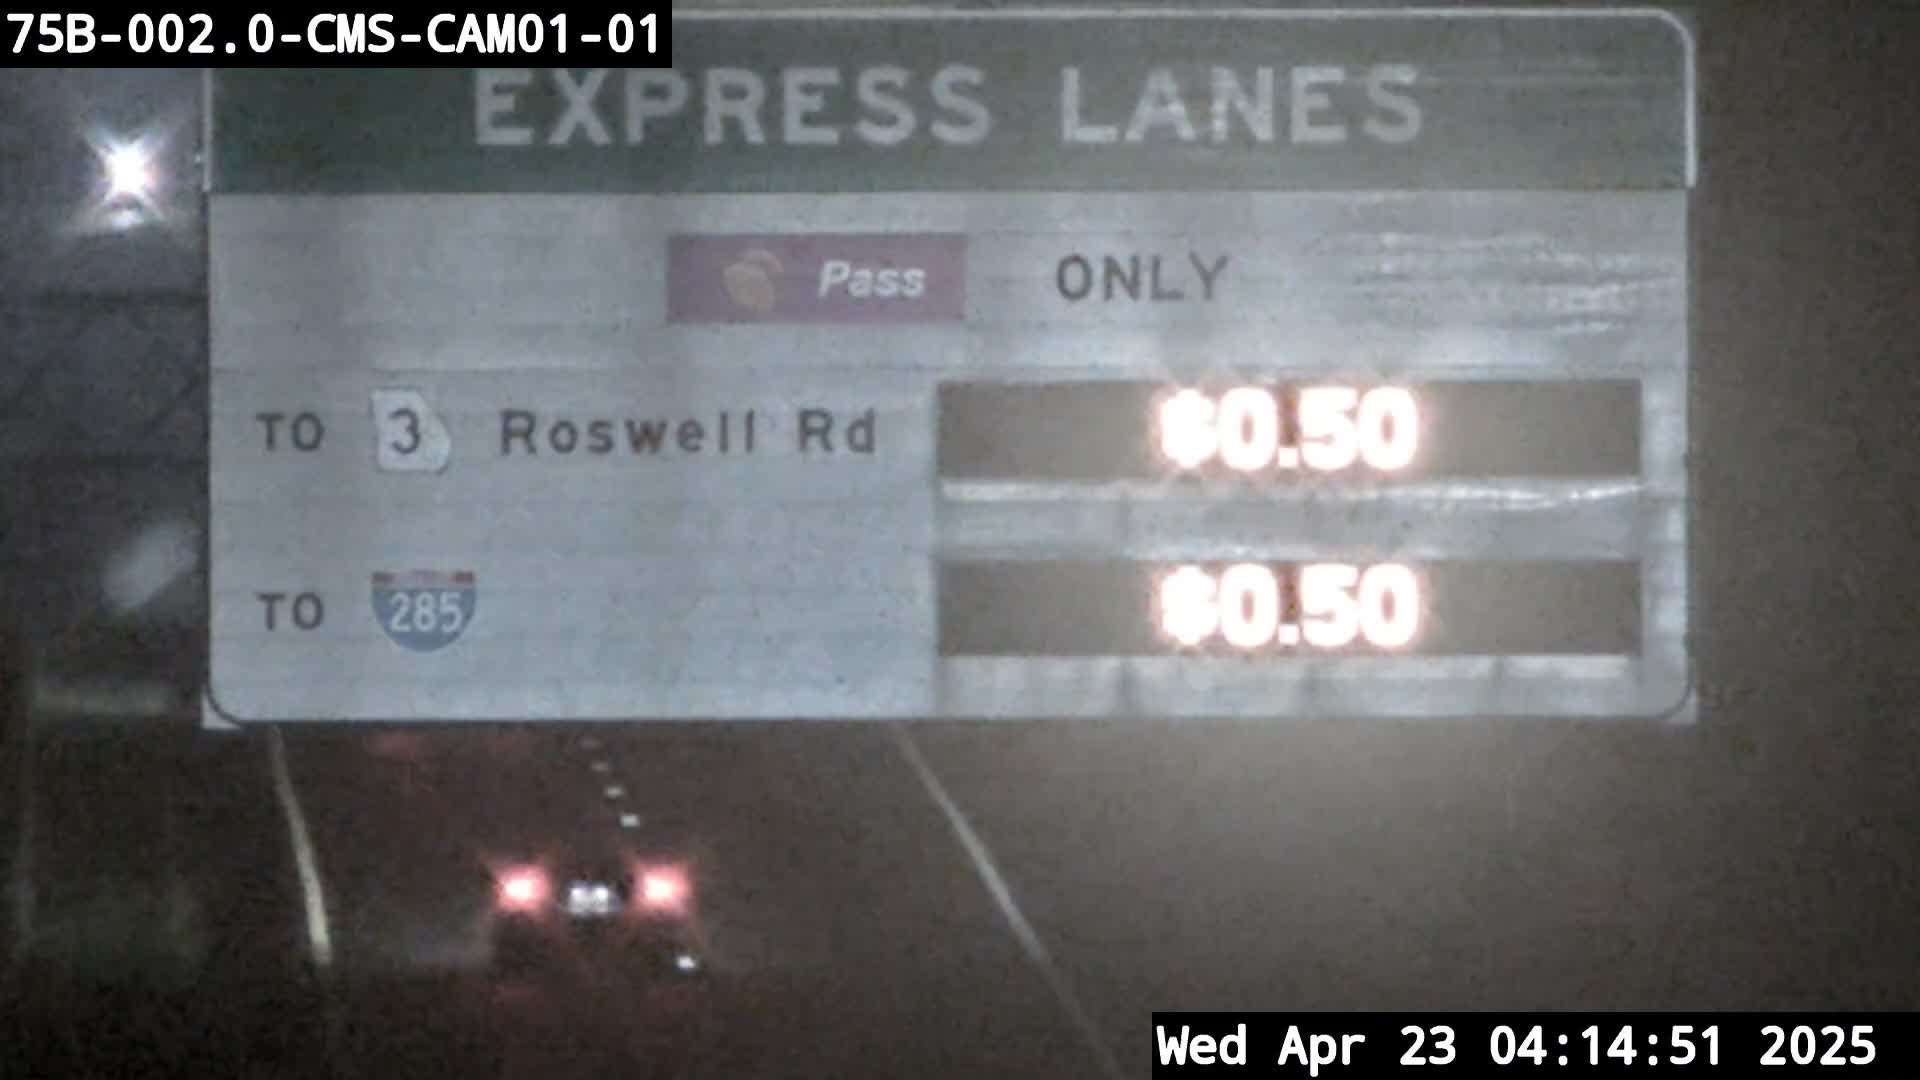 75B-002.0-CMS-CAM01-01
EXPRESS LANES
Pass ONLY
TO 3 Roswell Rd $0.50
TO 285 $0.50
Wed Apr 23 04:14:51 2025